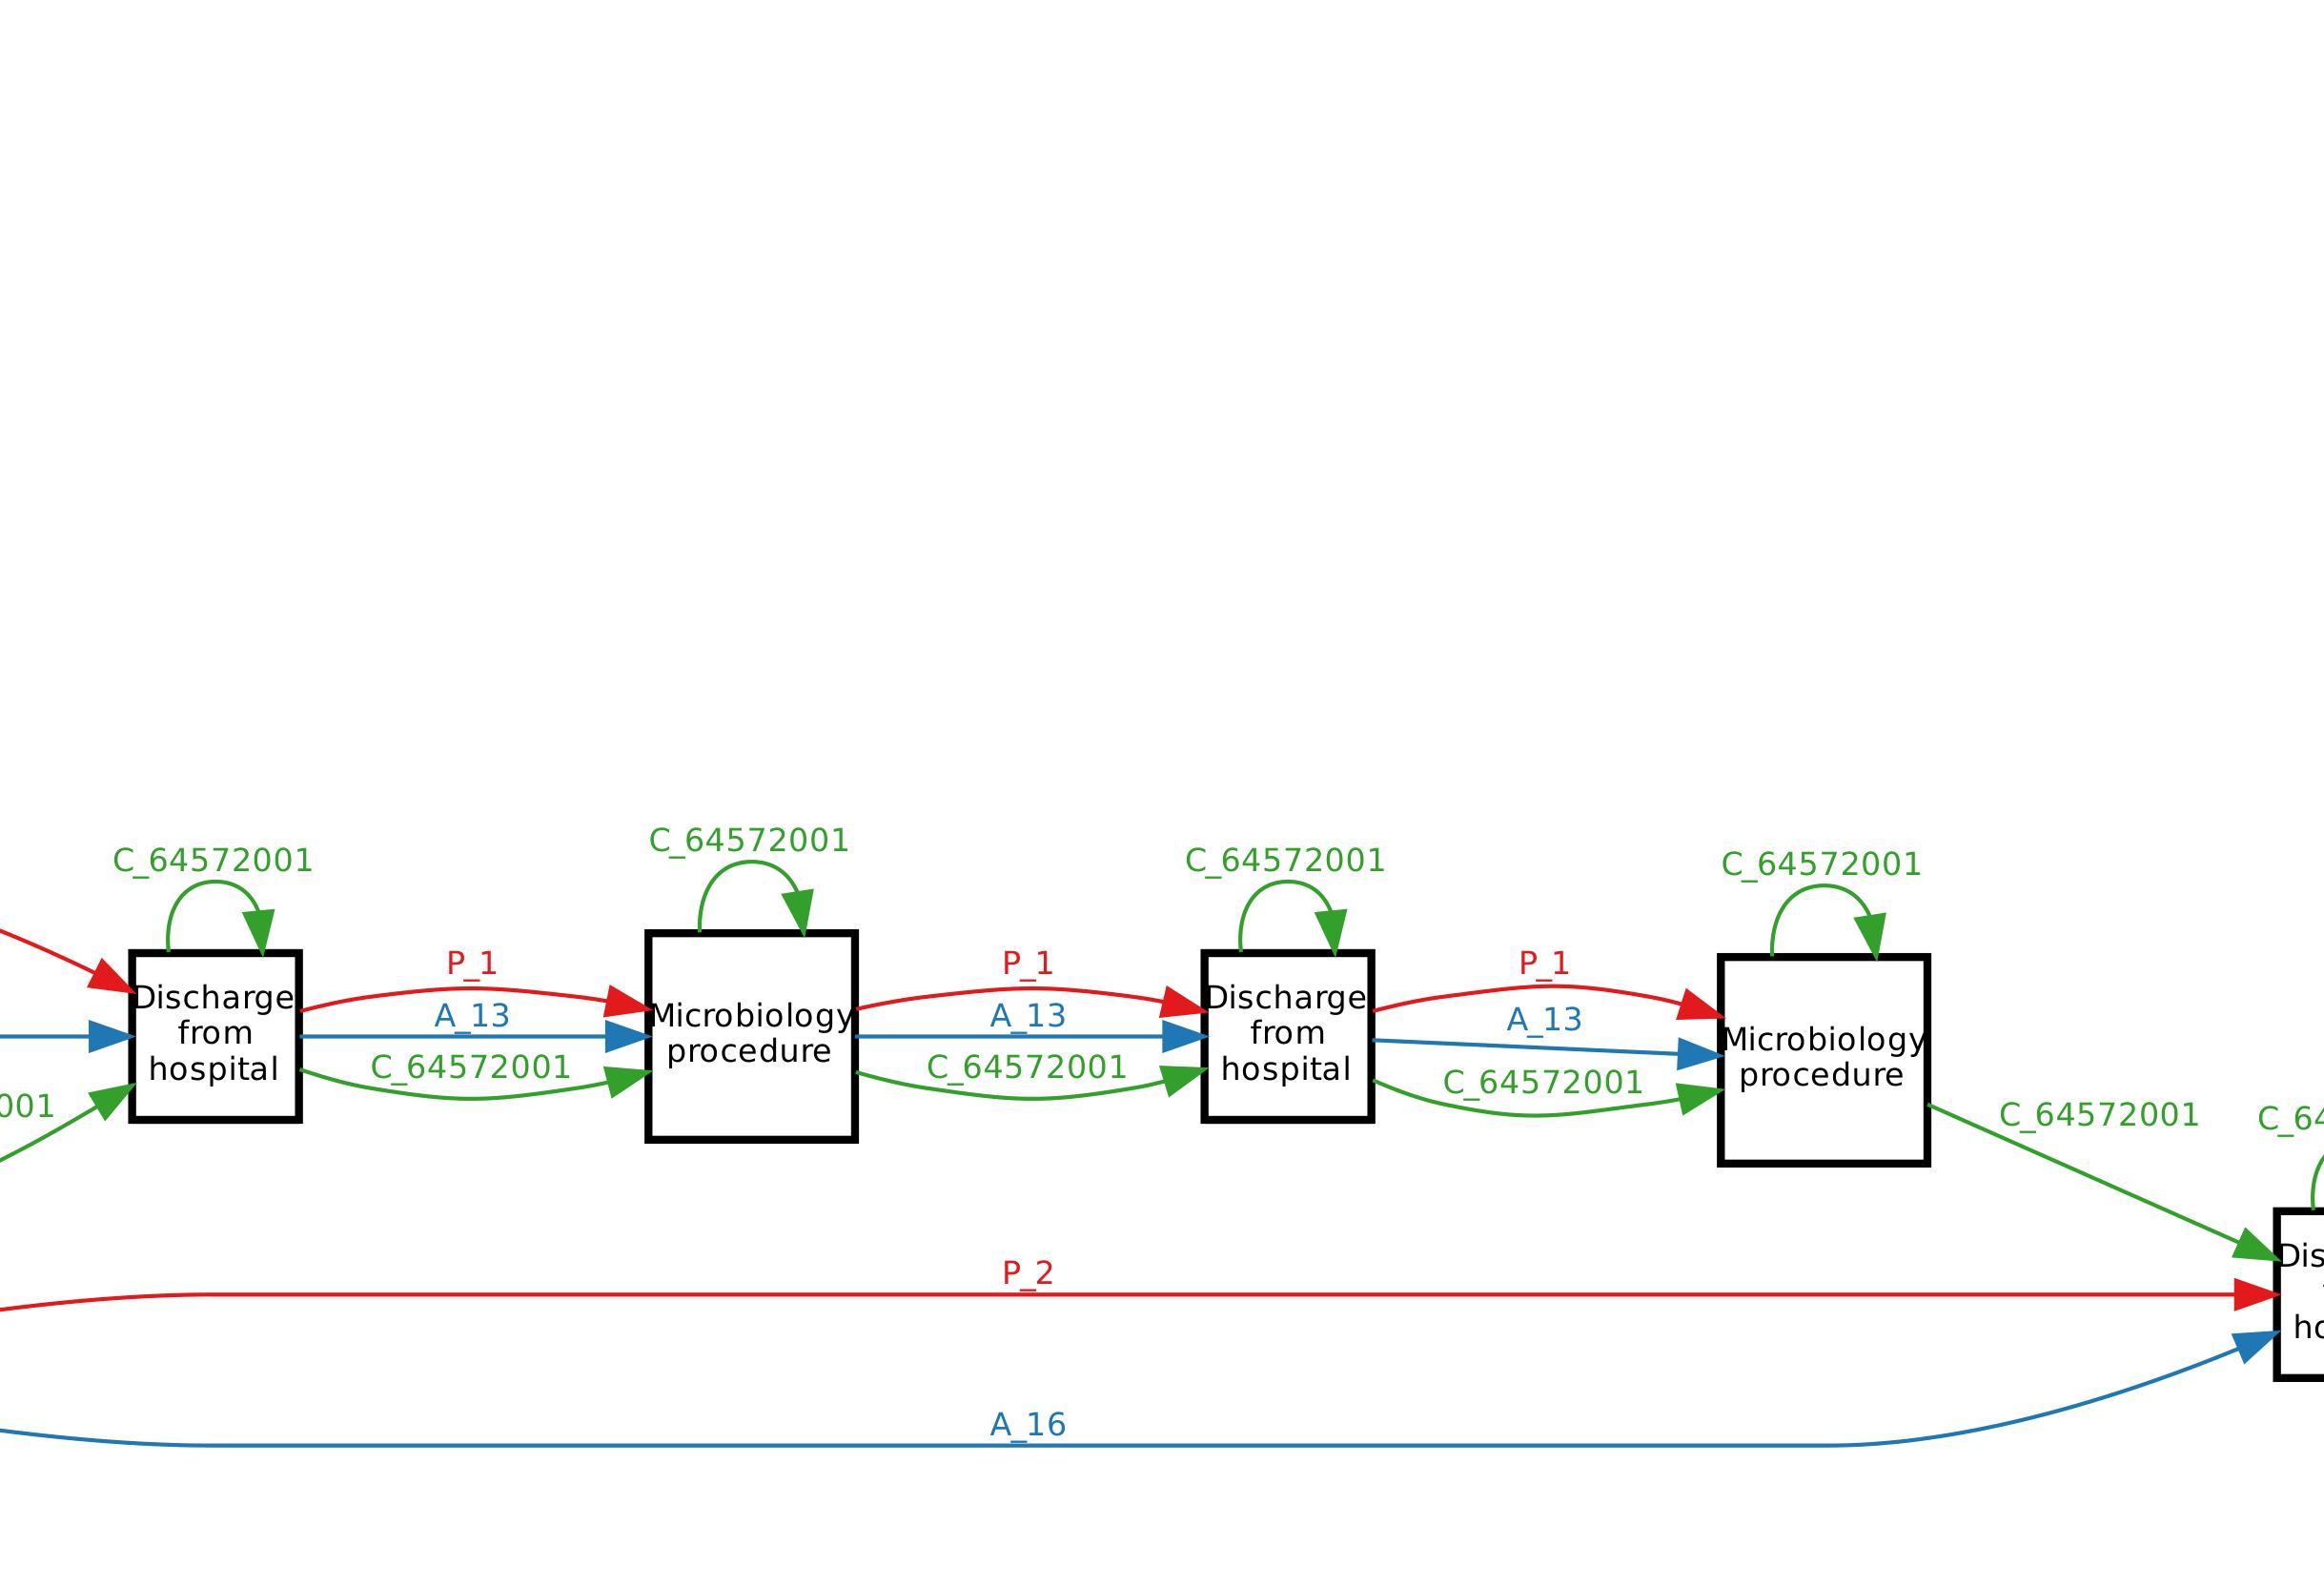 C_64572001
C_64572001
C_64572001
C_64572001
P_1
P_1
P_1
Discharge
from
hospital
A_13
Microbiology
procedure
A_13
Discharge
from
hospital
A_13
Microbiology
procedure
C_64572001
C_64572001
C_64572001
001
C_64572001
C_64
Dis
ho
P_2
A_16